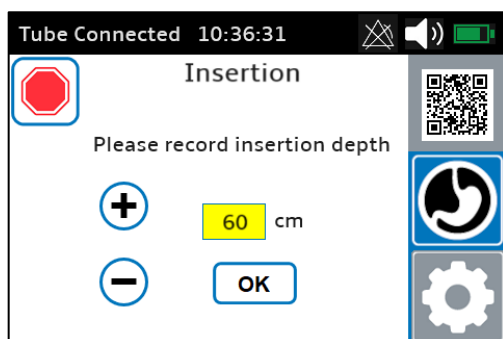 Tube Connected 10:36:31
Insertion
Please record insertion depth
60 cm
OK